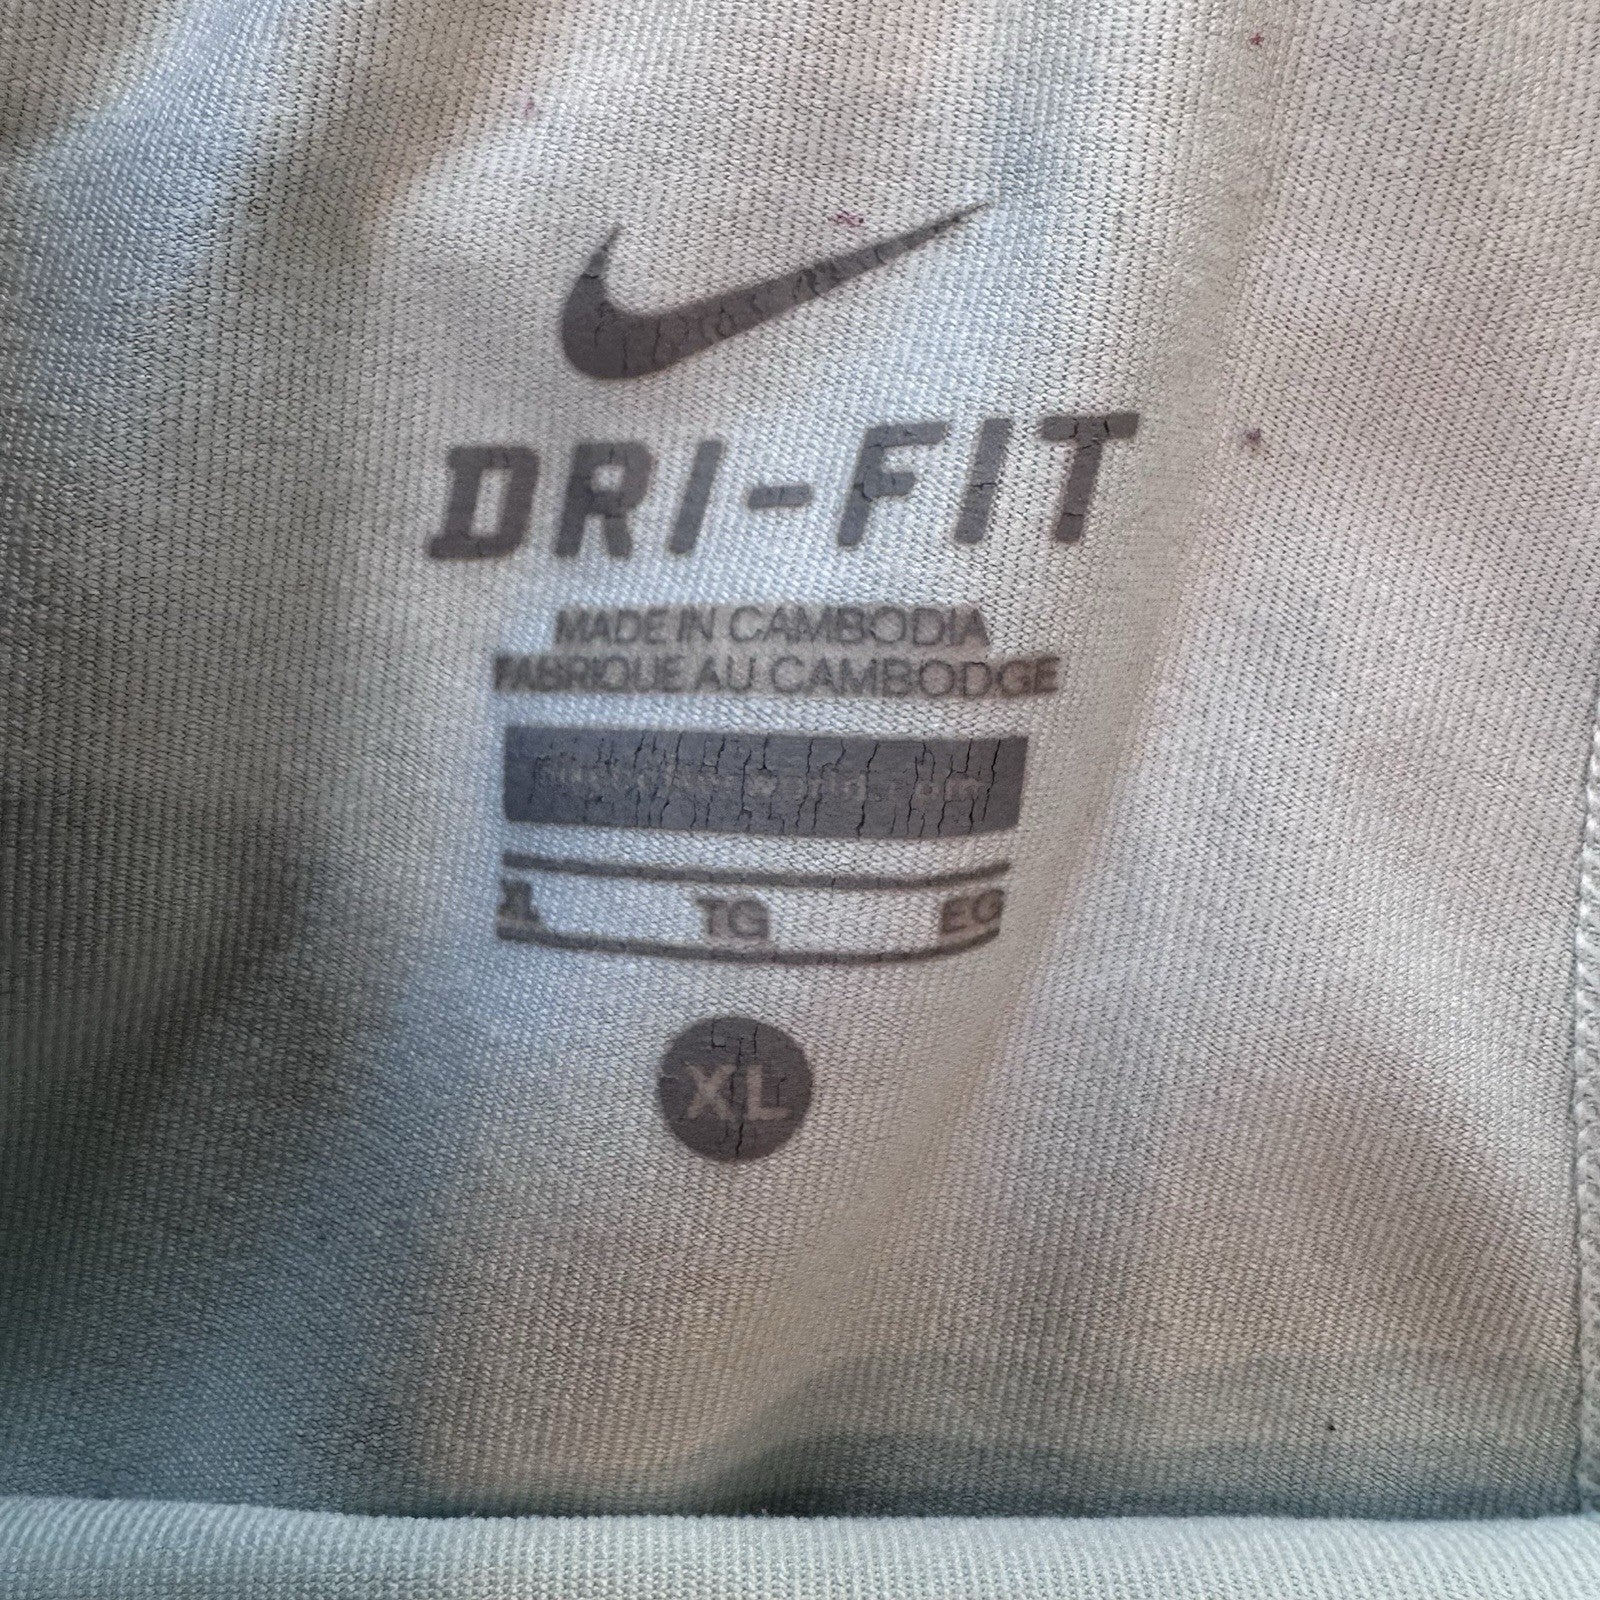 DRI-FIT
MADE IN CAMBODIA
FABRIQUE AU CAMBODGE
XL TG EG
XL